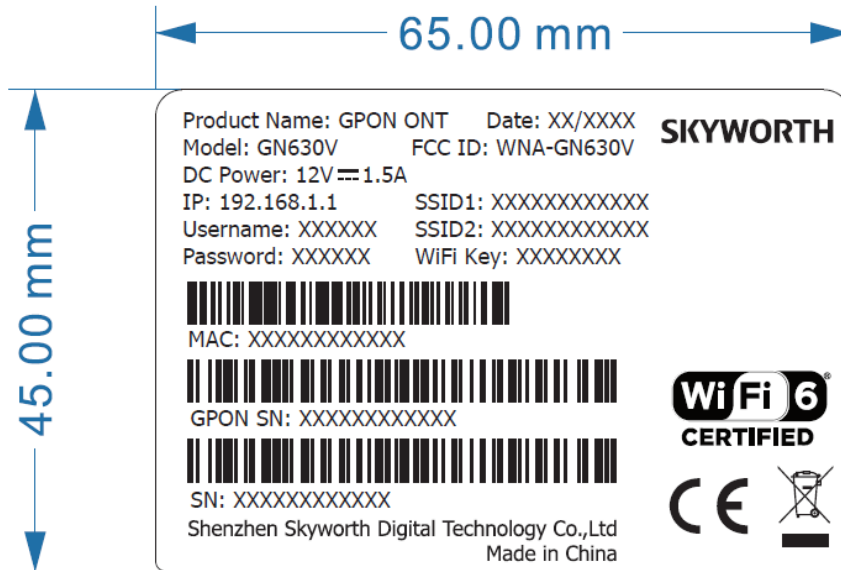 65.00 mm
45.00 mm
Product Name: GPON ONT Date: XX/XXXX
SKYWORTH
Model: GN630V FCC ID: WNA-GN630V
DC Power: 12V 1.5A
IP: 192.168.1.1 SSID1: XXXXXXXXXXXX
Username: XXXXXX SSID2: XXXXXXXXXXXX
Password: XXXXXX WiFi Key: XXXXXXXX
MAC: XXXXXXXXXXXX
GPON SN: XXXXXXXXXXXX
SN: XXXXXXXXXXXX
Shenzhen Skyworth Digital Technology Co.,Ltd
Made in China
Wi Fi 6®
CERTIFIED
CE